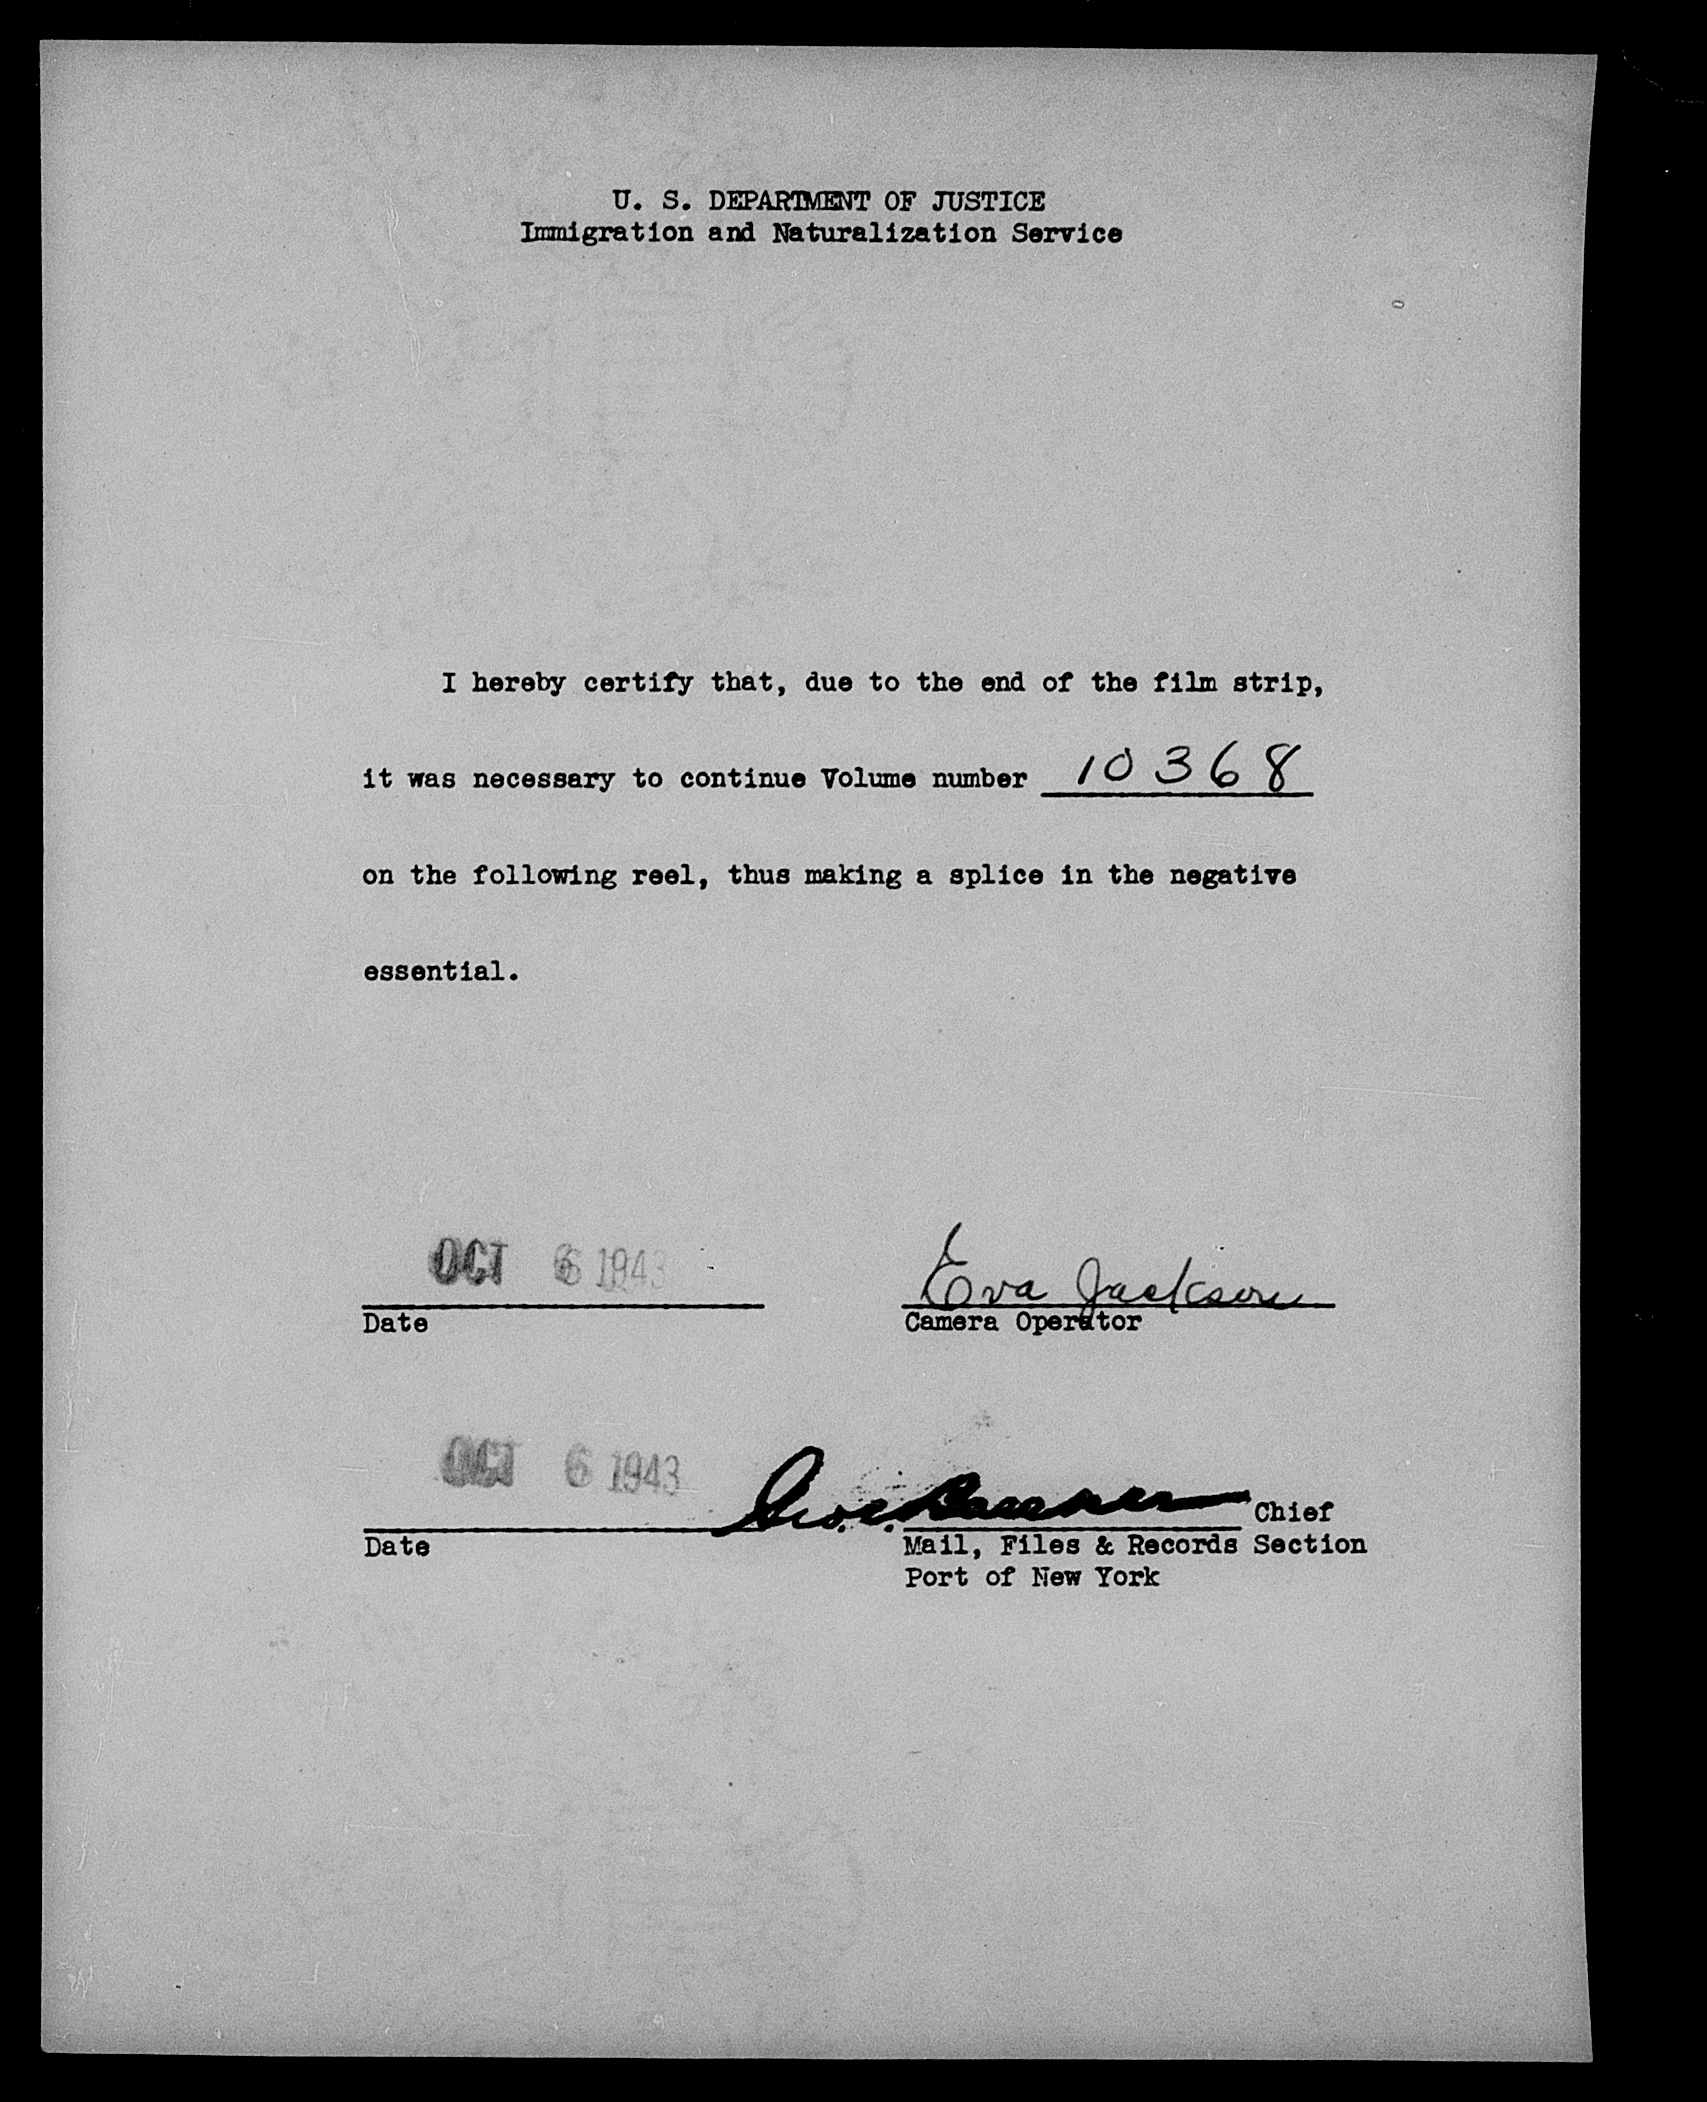 U. S. DEPARTMENT OF JUSTICE
Immigration and Naturalization Service
I hereby certify that, due to the end of the film strip,
it was necessary to continue Volume number 10368
on the following reel, thus making a splice in the negative
essential.
OCT 6 1943
Eva Jackson
Date
Camera Operator
OCT 6 1943
Chief
Date
Mail, Files & Records Section
Port of New York